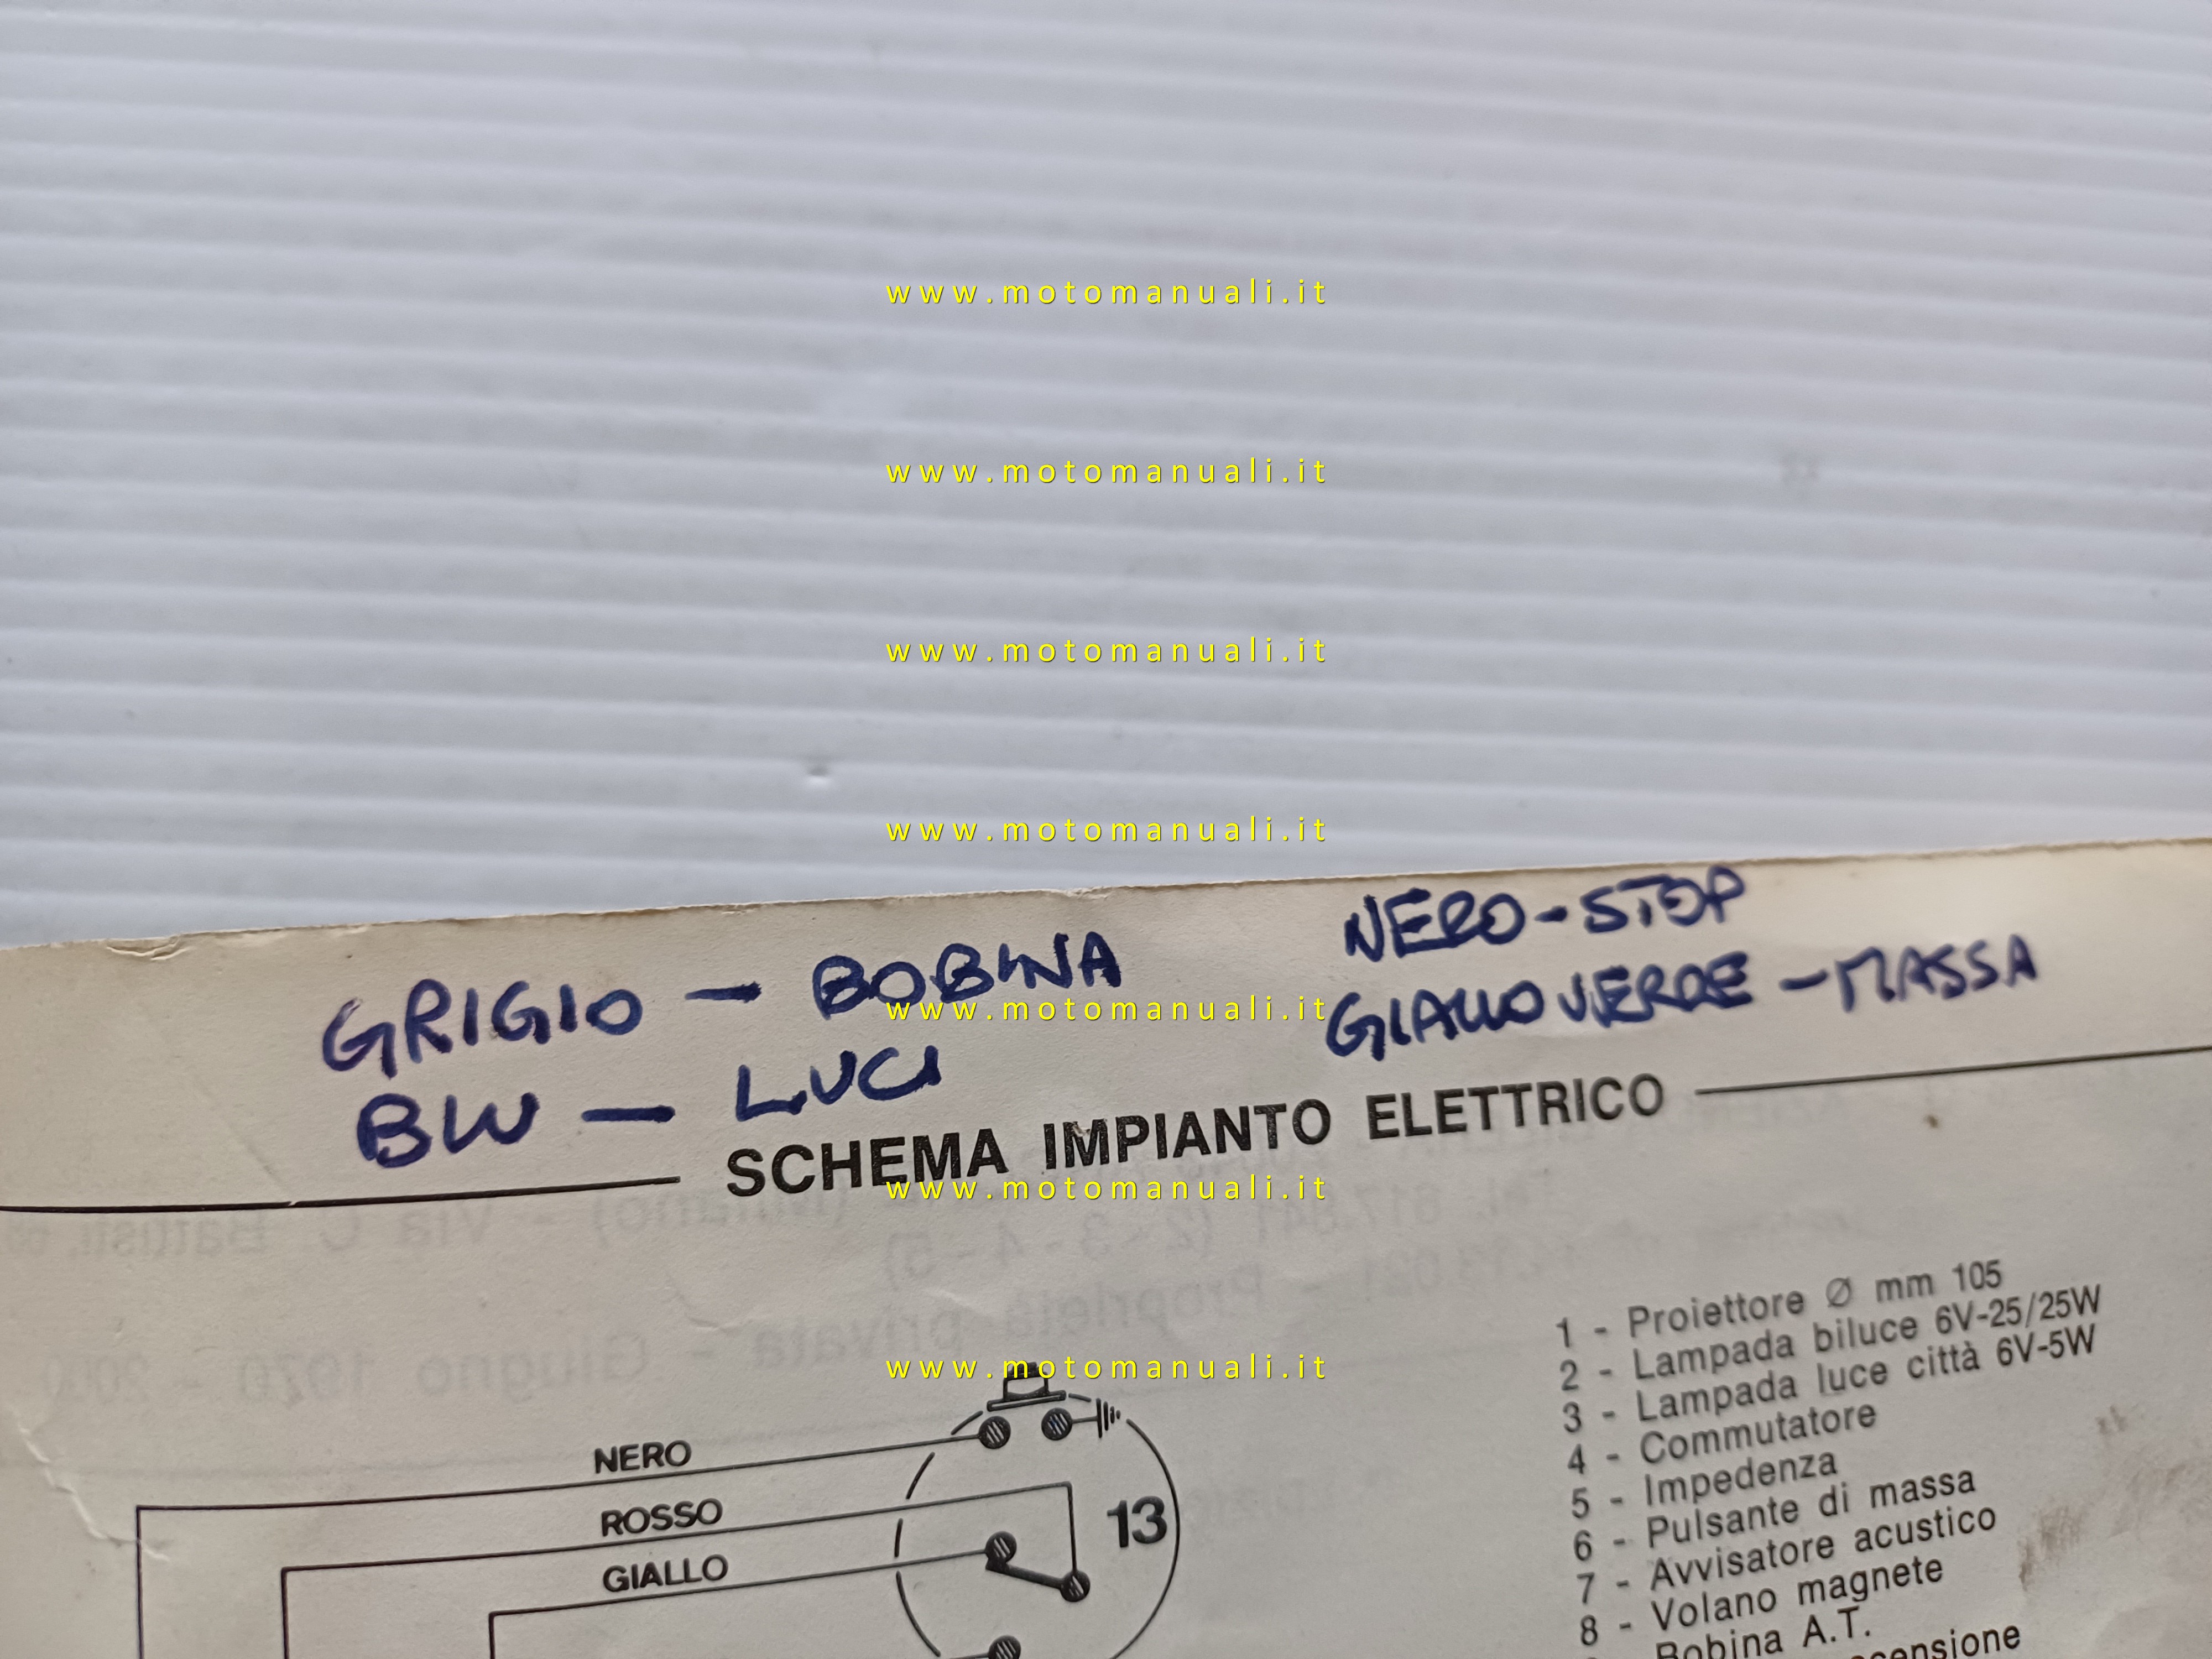 www.motomanuali.it
www.motomanuali.it
www.motomanuali.it
www.motomanuali.it
NERO-STOP
GRIGIO - BOBINA
GIALLOVERDE - MASSA
www.motomanuali.it
BLU - LUCI
SCHEMA IMPIANTO ELETTRICO
www.motomanuali.it
1 - Proiettore Ø mm 105
2 - Lampada biluce 6V-25/25W
3 - Lampada luce città 6V-5W
4 - Commutatore
5 - Impedenza
6 - Pulsante di massa
7 - Avvisatore acustico
8 - Volano magnete
Bobina A.T.
www.motomanuali.it
NERO
ROSSO
GIALLO
13